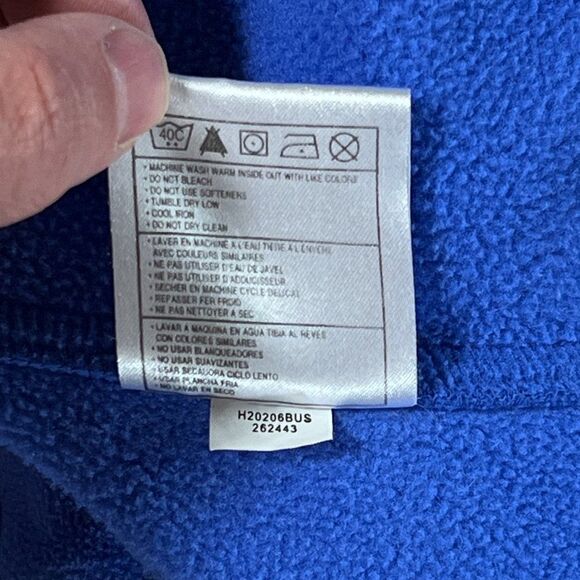 40C
• MACHINE WASH WARM INSIDE OUT WITH LIKE COLORS
• DO NOT BLEACH
• DO NOT USE SOFTENERS
• TUMBLE DRY LOW
• COOL IRON
• DO NOT DRY CLEAN
• LAVER EN MACHINE A L'EAU TIEDE A L'ENVERS
AVEC COULEURS SIMILAIRES
• NE PAS UTILISER D'EAU DE JAVEL
• NE PAS UTILISER D'ADOUCISSEUR
• SECHER EN MACHINE CYCLE DELICAT
• REPASSER FER FROID
• NE PAS NETTOYER A SEC
• LAVAR A MAQUINA EN AGUA TIBIA AL REVES
CON COLORES SIMILARES
• NO USAR BLANQUEADORES
• NO USAR SUAVIZANTES
• USAR SECADORA CICLO LENTO
• USAR PLANCHA FRIA
• NO LAVAR EN SECO
H20206BUS
262443